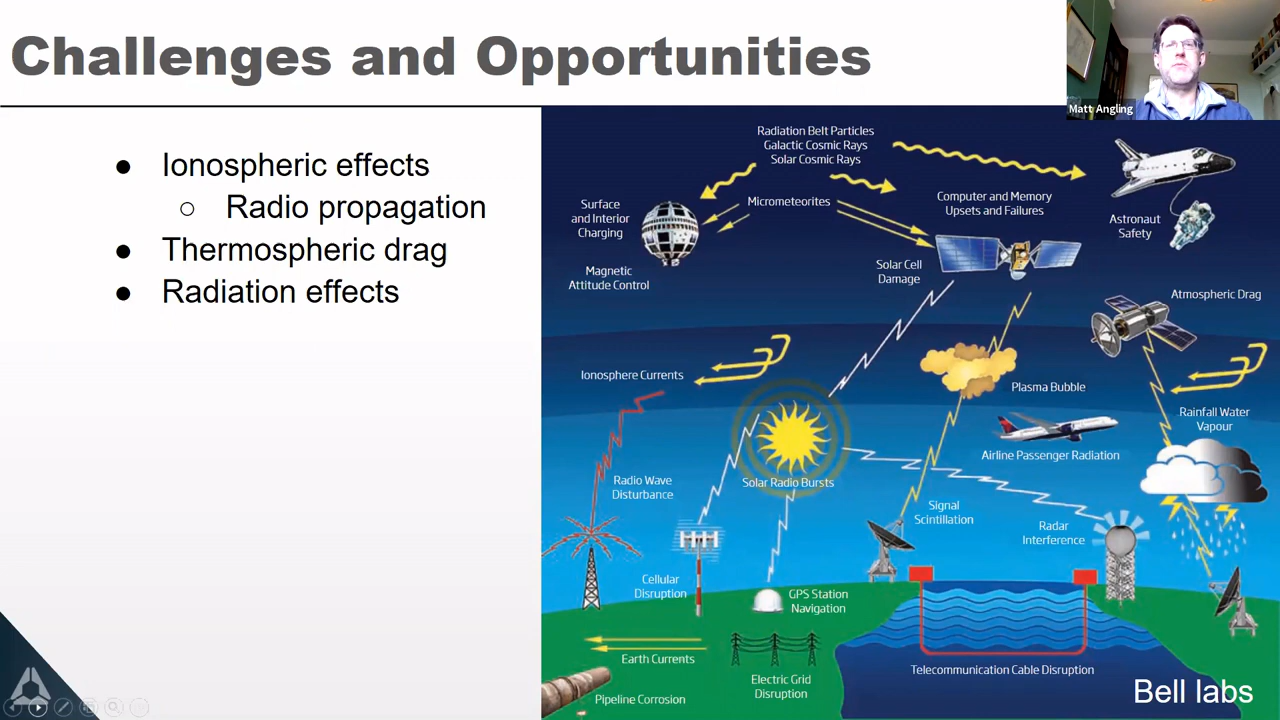 Challenges and Opportunities
Matt Angling
● Ionospheric effects
○ Radio propagation
● Thermospheric drag
● Radiation effects
Radiation Belt Particles
Galactic Cosmic Rays
Solar Cosmic Rays
Micrometeorites
Surface
and Interior
Charging
Computer and Memory
Upsets and Failures
Astronaut
Safety
Magnetic
Attitude Control
Solar Cell
Damage
Atmospheric Drag
Ionosphere Currents
Plasma Bubble
Rainfall Water
Vapour
Airline Passenger Radiation
Radio Wave
Disturbance
Solar Radio Bursts
Signal
Scintillation
Radar
Interference
Cellular
Disruption
GPS Station
Navigation
Earth Currents
Electric Grid
Disruption
Telecommunication Cable Disruption
Pipeline Corrosion
Bell labs